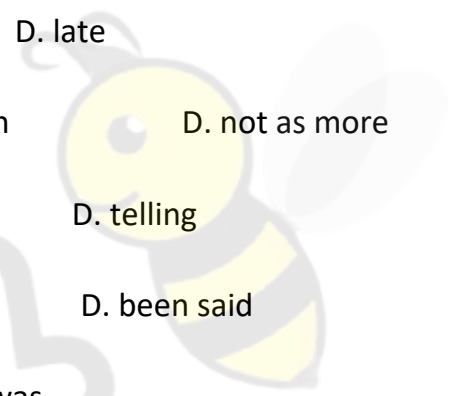 D. late
D. not as more
D. telling
D. been said